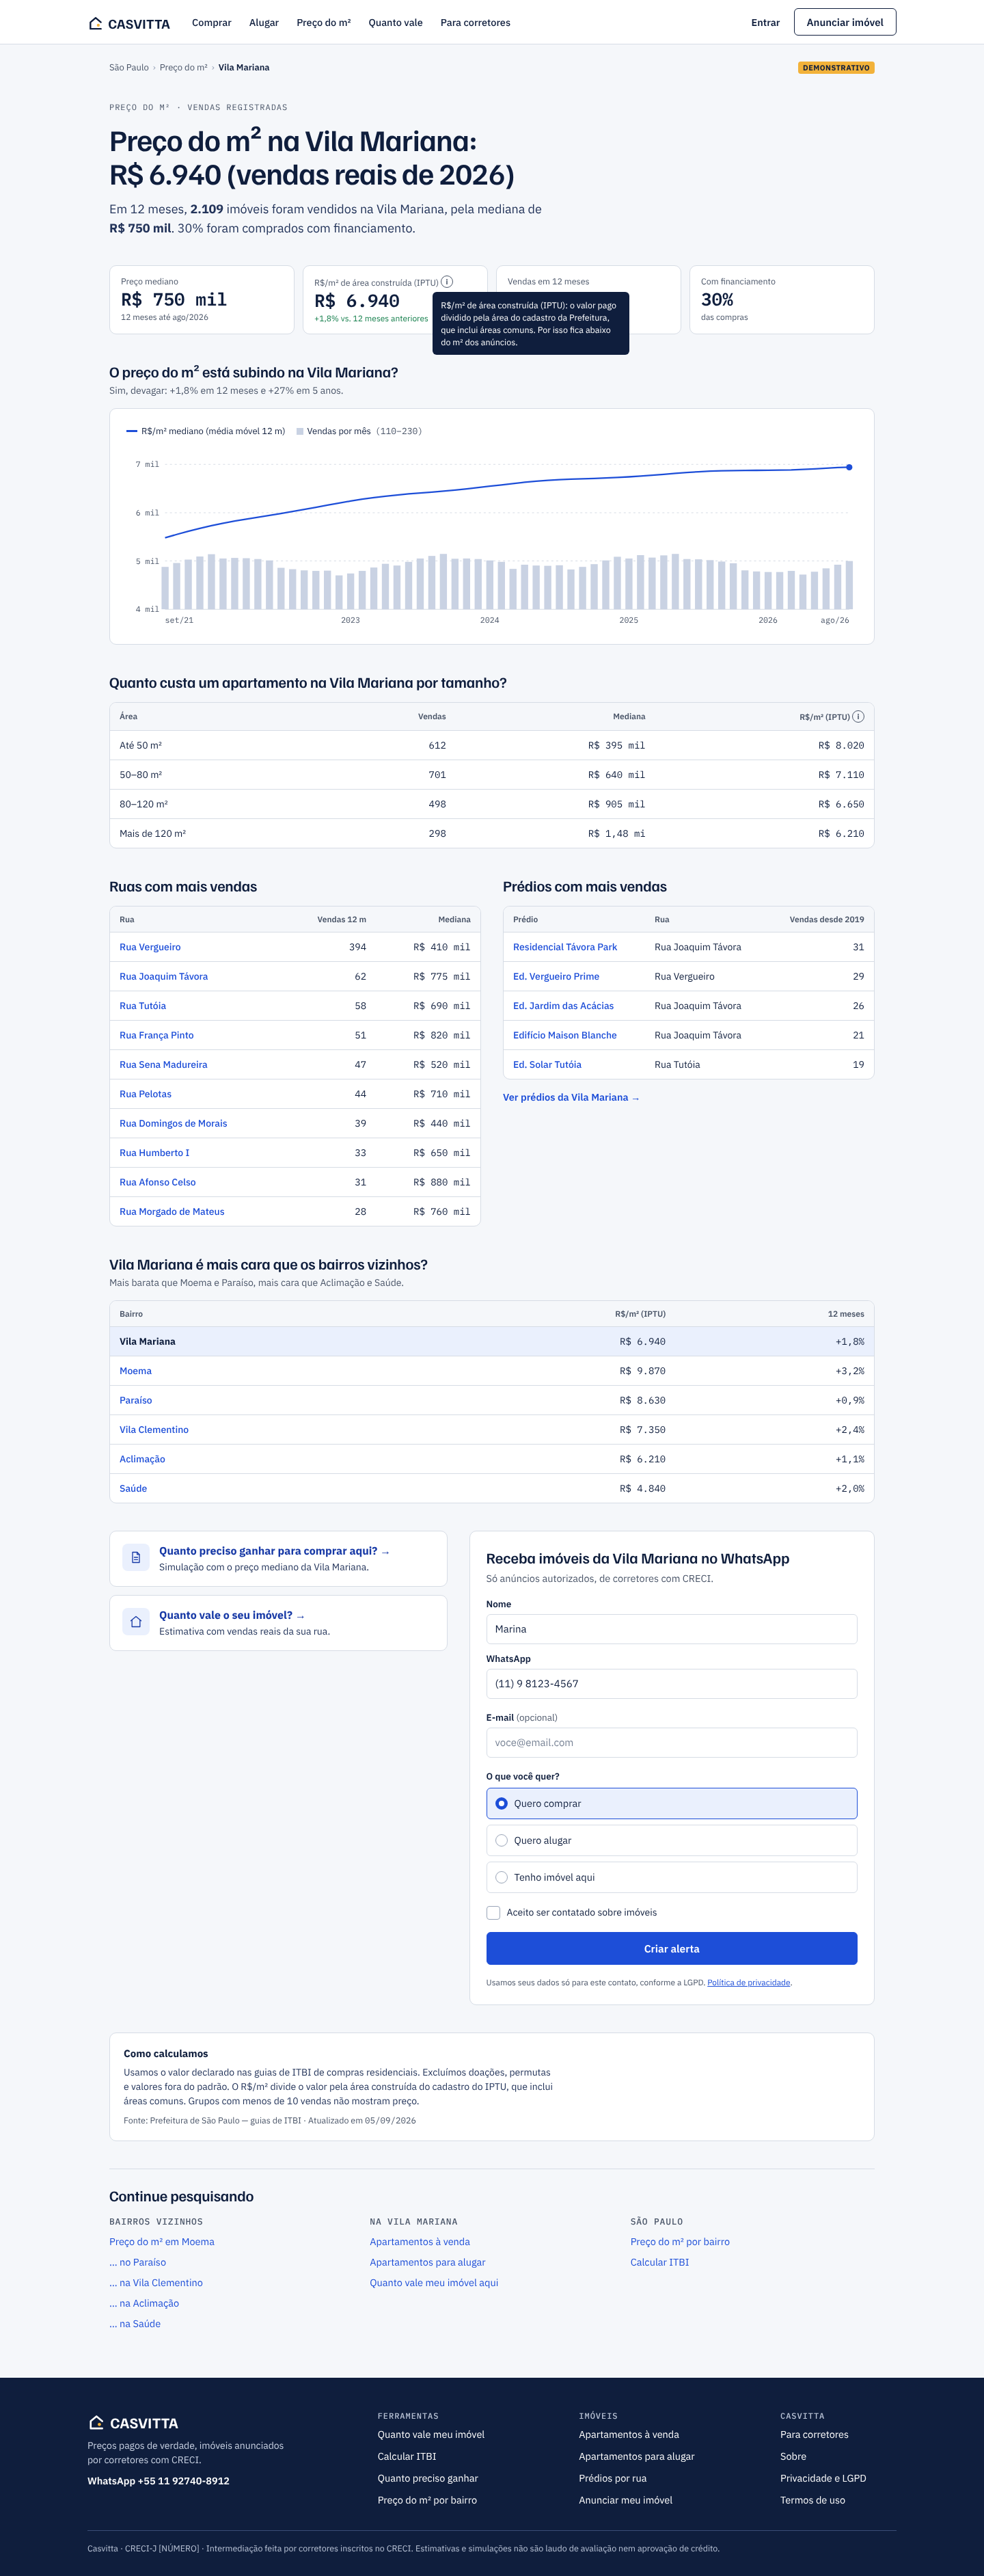 CASVITTA
Comprar Alugar Preço do m² Quanto vale Para corretores
Entrar Anunciar imóvel
São Paulo › Preço do m² › Vila Mariana
DEMONSTRATIVO
PREÇO DO M² · VENDAS REGISTRADAS
Preço do m² na Vila Mariana:
R$ 6.940 (vendas reais de 2026)
Em 12 meses, 2.109 imóveis foram vendidos na Vila Mariana, pela mediana de
R$ 750 mil. 30% foram comprados com financiamento.
Preço mediano
R$ 750 mil
12 meses até ago/2026
R$/m² de área construída (IPTU) i
R$ 6.940
+1,8% vs. 12 meses anteriores
Vendas em 12 meses
R$/m² de área construída (IPTU): o valor pago
dividido pela área do cadastro da Prefeitura,
que inclui áreas comuns. Por isso fica abaixo
do m² dos anúncios.
Com financiamento
30%
das compras
O preço do m² está subindo na Vila Mariana?
Sim, devagar: +1,8% em 12 meses e +27% em 5 anos.
R$/m² mediano (média móvel 12 m) Vendas por mês (110–230)
7 mil
6 mil
5 mil
4 mil
set/21 2023 2024 2025 2026 ago/26
Quanto custa um apartamento na Vila Mariana por tamanho?
Área Vendas Mediana R$/m² (IPTU) i
Até 50 m² 612 R$ 395 mil R$ 8.020
50–80 m² 701 R$ 640 mil R$ 7.110
80–120 m² 498 R$ 905 mil R$ 6.650
Mais de 120 m² 298 R$ 1,48 mi R$ 6.210
Ruas com mais vendas
Rua Vendas 12 m Mediana
Rua Vergueiro 394 R$ 410 mil
Rua Joaquim Távora 62 R$ 775 mil
Rua Tutóia 58 R$ 690 mil
Rua França Pinto 51 R$ 820 mil
Rua Sena Madureira 47 R$ 520 mil
Rua Pelotas 44 R$ 710 mil
Rua Domingos de Morais 39 R$ 440 mil
Rua Humberto I 33 R$ 650 mil
Rua Afonso Celso 31 R$ 880 mil
Rua Morgado de Mateus 28 R$ 760 mil
Prédios com mais vendas
Prédio Rua Vendas desde 2019
Residencial Távora Park Rua Joaquim Távora 31
Ed. Vergueiro Prime Rua Vergueiro 29
Ed. Jardim das Acácias Rua Joaquim Távora 26
Edifício Maison Blanche Rua Joaquim Távora 21
Ed. Solar Tutóia Rua Tutóia 19
Ver prédios da Vila Mariana →
Vila Mariana é mais cara que os bairros vizinhos?
Mais barata que Moema e Paraíso, mais cara que Aclimação e Saúde.
Bairro R$/m² (IPTU) 12 meses
Vila Mariana R$ 6.940 +1,8%
Moema R$ 9.870 +3,2%
Paraíso R$ 8.630 +0,9%
Vila Clementino R$ 7.350 +2,4%
Aclimação R$ 6.210 +1,1%
Saúde R$ 4.840 +2,0%
Quanto preciso ganhar para comprar aqui? →
Simulação com o preço mediano da Vila Mariana.
Quanto vale o seu imóvel? →
Estimativa com vendas reais da sua rua.
Receba imóveis da Vila Mariana no WhatsApp
Só anúncios autorizados, de corretores com CRECI.
Nome
Marina
WhatsApp
(11) 9 8123-4567
E-mail (opcional)
voce@email.com
O que você quer?
Quero comprar
Quero alugar
Tenho imóvel aqui
Aceito ser contatado sobre imóveis
Criar alerta
Usamos seus dados só para este contato, conforme a LGPD. Política de privacidade.
Como calculamos
Usamos o valor declarado nas guias de ITBI de compras residenciais. Excluímos doações, permutas
e valores fora do padrão. O R$/m² divide o valor pela área construída do cadastro do IPTU, que inclui
áreas comuns. Grupos com menos de 10 vendas não mostram preço.
Fonte: Prefeitura de São Paulo — guias de ITBI · Atualizado em 05/09/2026
Continue pesquisando
BAIRROS VIZINHOS
Preço do m² em Moema
… no Paraíso
… na Vila Clementino
… na Aclimação
… na Saúde
NA VILA MARIANA
Apartamentos à venda
Apartamentos para alugar
Quanto vale meu imóvel aqui
SÃO PAULO
Preço do m² por bairro
Calcular ITBI
CASVITTA
Preços pagos de verdade, imóveis anunciados
por corretores com CRECI.
WhatsApp +55 11 92740-8912
FERRAMENTAS
Quanto vale meu imóvel
Calcular ITBI
Quanto preciso ganhar
Preço do m² por bairro
IMÓVEIS
Apartamentos à venda
Apartamentos para alugar
Prédios por rua
Anunciar meu imóvel
CASVITTA
Para corretores
Sobre
Privacidade e LGPD
Termos de uso
Casvitta · CRECI-J [NÚMERO] · Intermediação feita por corretores inscritos no CRECI. Estimativas e simulações não são laudo de avaliação nem aprovação de crédito.